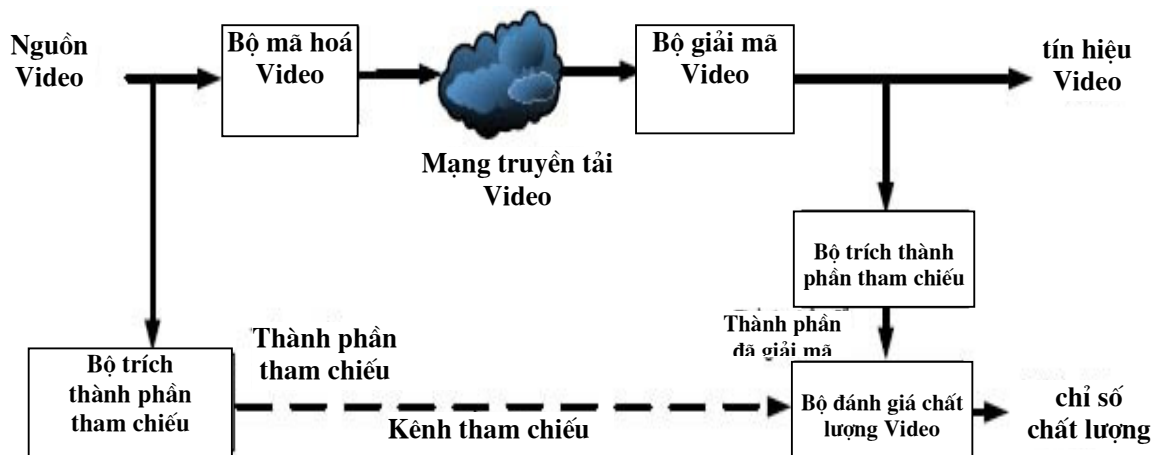 Nguồn
Video
Bộ mã hoá
Video
Bộ giải mã
Video
tín hiệu
Video
Mạng truyền tải
Video
Bộ trích thành
phần tham chiếu
Thành phần
đã giải mã
Thành phần
tham chiếu
Bộ trích
thành phần
tham chiếu
Kênh tham chiếu
Bộ đánh giá chất
lượng Video
chỉ số
chất lượng